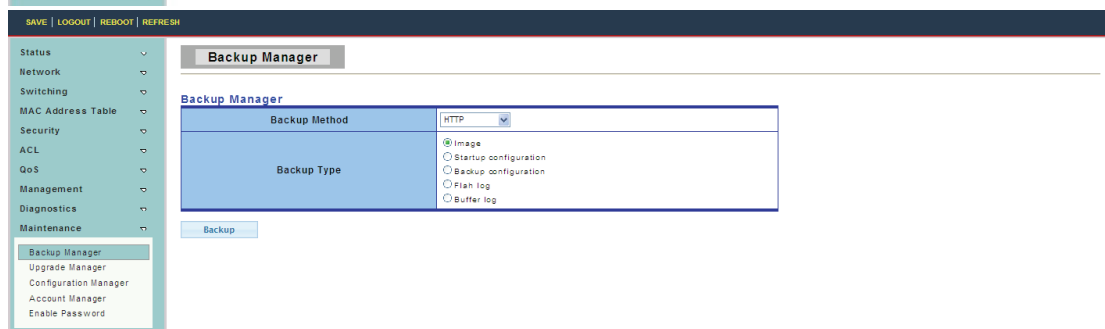 SAVE | LOGOUT | REBOOT | REFRESH
Status
Network
Switching
MAC Address Table
Security
ACL
QoS
Management
Diagnostics
Maintenance
Backup Manager
Upgrade Manager
Configuration Manager
Account Manager
Enable Password
Backup Manager
Backup Manager
Backup Method
HTTP
Backup Type
Image
Startup configuration
Backup configuration
Flah log
Buffer log
Backup